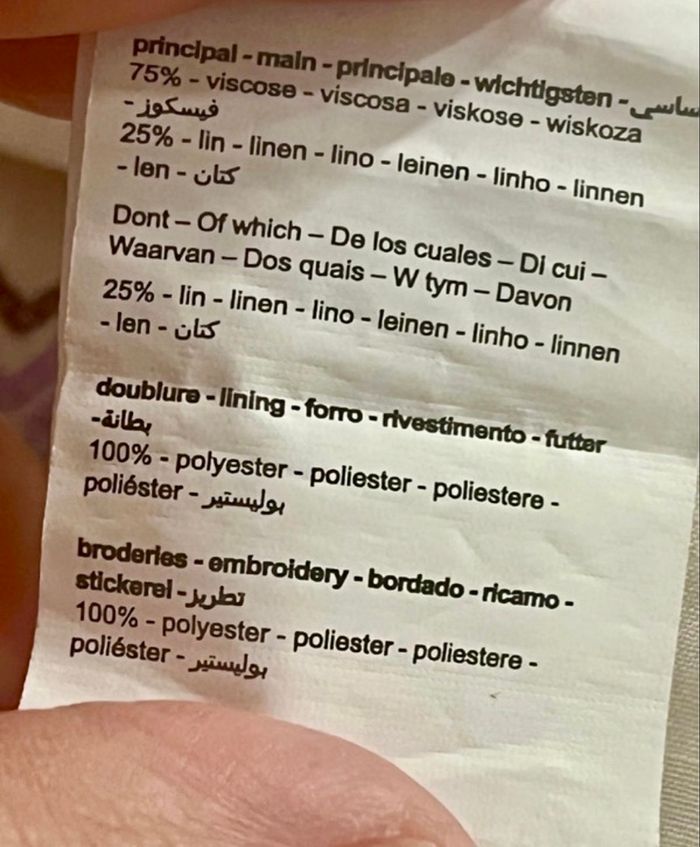 principal - main - principale - wichtigsten - ساسى
75% - viscose - viscosa - viskose - wiskoza
- فيسكوز
25% - lin - linen - lino - leinen - linho - linnen
- len - كتان
Dont – Of which – De los cuales – Di cui –
Waarvan – Dos quais – W tym – Davon
25% - lin - linen - lino - leinen - linho - linnen
- len - كتان
doublure - lining - forro - rivestimento - futter
-بطانة
100% - polyester - poliester - poliestere -
poliéster - بوليستير
broderies - embroidery - bordado - ricamo -
stickerei -تطريز
100% - polyester - poliester - poliestere -
poliéster - بوليستير